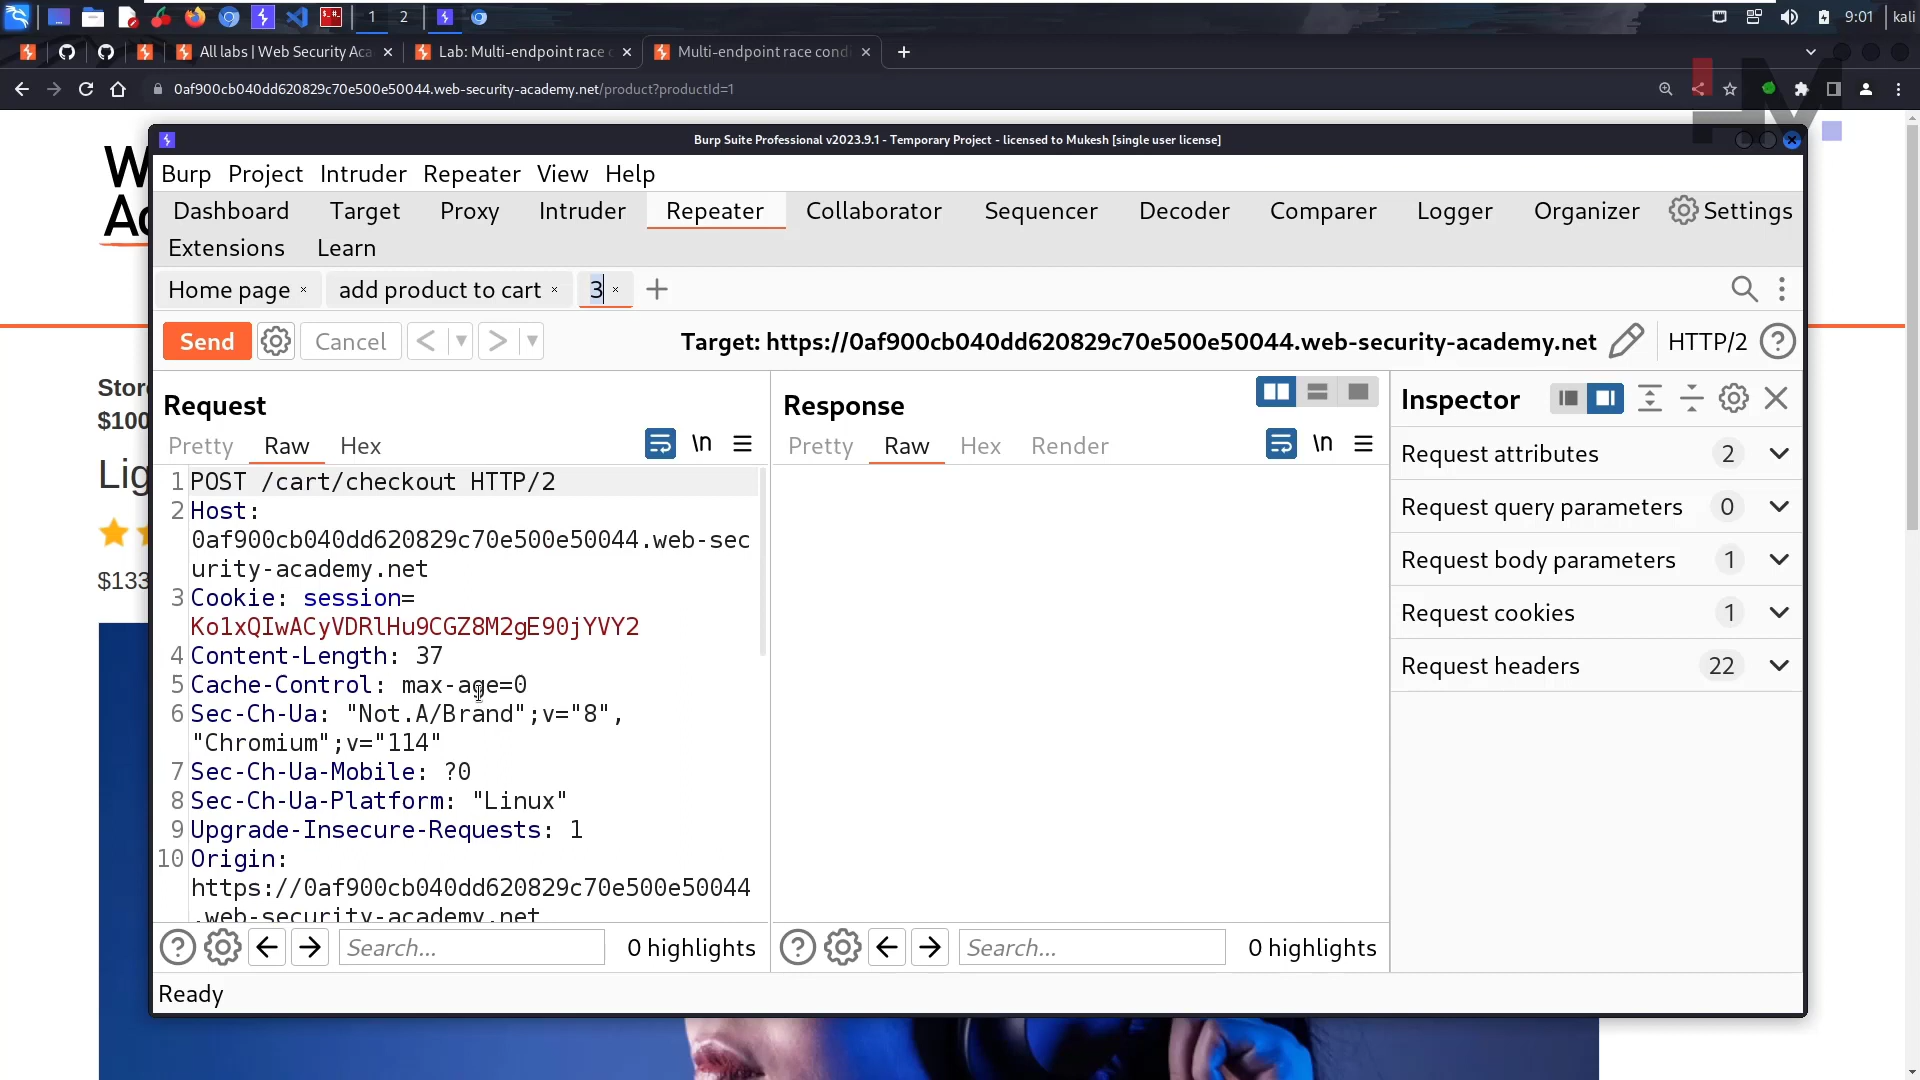 1 2
9:01 kali
All labs | Web Security Aca
Lab: Multi-endpoint race c
Multi-endpoint race cond
0af900cb040dd620829c70e500e50044.web-security-academy.net/product?productId=1
Burp Suite Professional v2023.9.1 - Temporary Project - licensed to Mukesh [single user license]
Burp Project Intruder Repeater View Help
Dashboard Target Proxy Intruder Repeater Collaborator Sequencer Decoder Comparer Logger Organizer Settings
Extensions Learn
Home page × add product to cart × 3 × +
Send Cancel < > Target: https://0af900cb040dd620829c70e500e50044.web-security-academy.net HTTP/2 ?
Request
Pretty Raw Hex \n
1 POST /cart/checkout HTTP/2
2 Host:
0af900cb040dd620829c70e500e50044.web-sec
urity-academy.net
3 Cookie: session=
Ko1xQIwACyVDRlHu9CGZ8M2gE90jYVY2
4 Content-Length: 37
5 Cache-Control: max-age=0
6 Sec-Ch-Ua: "Not.A/Brand";v="8",
"Chromium";v="114"
7 Sec-Ch-Ua-Mobile: ?0
8 Sec-Ch-Ua-Platform: "Linux"
9 Upgrade-Insecure-Requests: 1
10 Origin:
https://0af900cb040dd620829c70e500e50044
.web-security-academy.net
Search... 0 highlights
Response
Pretty Raw Hex Render \n
Search... 0 highlights
Inspector
Request attributes 2
Request query parameters 0
Request body parameters 1
Request cookies 1
Request headers 22
Ready
W
Ac
Store
$100
Lig
$133